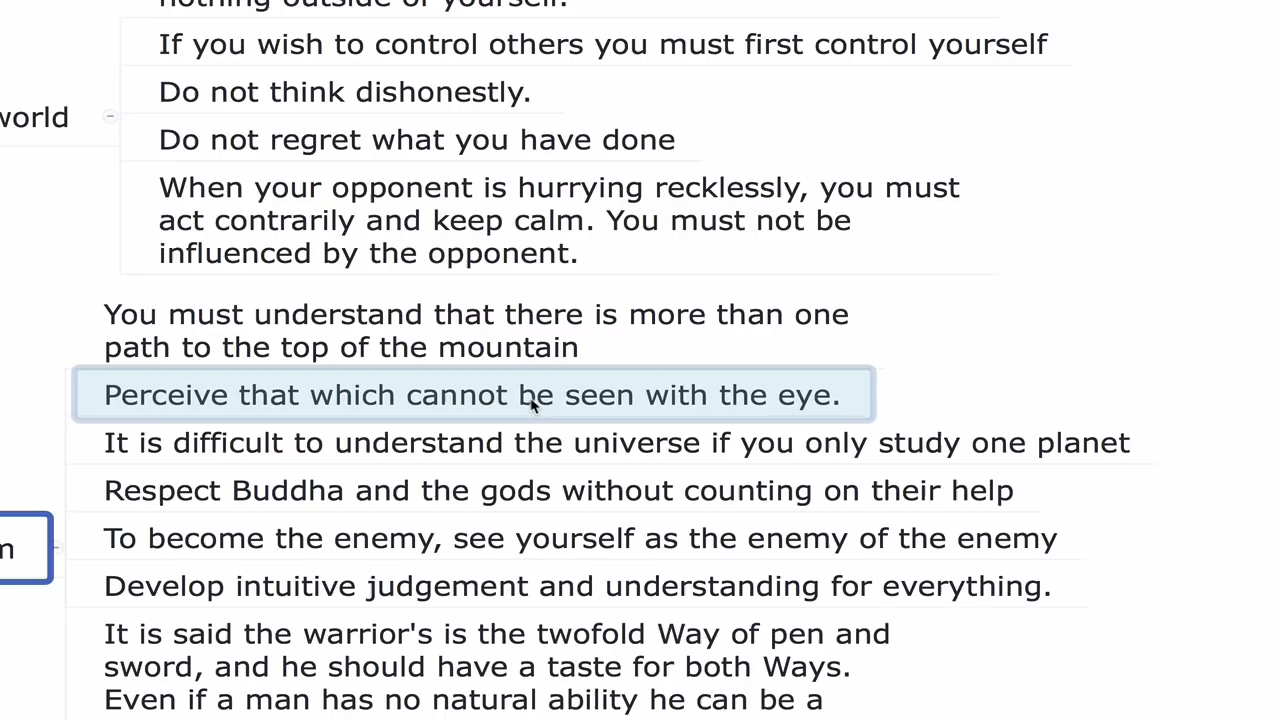 nothing outside of yourself.
If you wish to control others you must first control yourself
Do not think dishonestly.
world
Do not regret what you have done
When your opponent is hurrying recklessly, you must
act contrarily and keep calm. You must not be
influenced by the opponent.
You must understand that there is more than one
path to the top of the mountain
Perceive that which cannot be seen with the eye.
It is difficult to understand the universe if you only study one planet
Respect Buddha and the gods without counting on their help
To become the enemy, see yourself as the enemy of the enemy
Develop intuitive judgement and understanding for everything.
It is said the warrior's is the twofold Way of pen and
sword, and he should have a taste for both Ways.
Even if a man has no natural ability he can be a